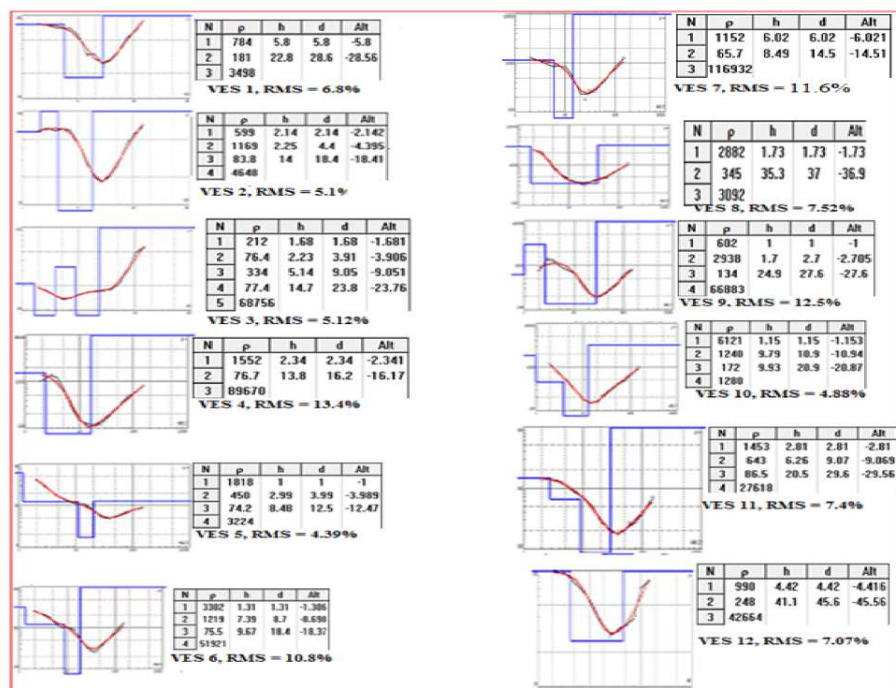 N ρ h d Alt
1 784 5.8 5.8 -5.8
2 181 22.8 28.6 -28.56
3 3498
VES 1, RMS = 6.8%
N ρ h d Alt
1 599 2.14 2.14 -2.142
2 1169 2.25 4.4 -4.395
3 83.8 14 18.4 -18.41
4 4648
VES 2, RMS = 5.1%
N ρ h d Alt
1 212 1.68 1.68 -1.681
2 76.4 2.23 3.91 -3.906
3 334 5.14 9.05 -9.051
4 77.4 14.7 23.8 -23.76
5 68756
VES 3, RMS = 5.12%
N ρ h d Alt
1 1552 2.34 2.34 -2.341
2 76.7 13.8 16.2 -16.17
3 89670
VES 4, RMS = 13.4%
N ρ h d Alt
1 1818 1 1 -1
2 450 2.99 3.99 -3.989
3 74.2 8.48 12.5 -12.47
4 3224
VES 5, RMS = 4.39%
N ρ h d Alt
1 3302 1.31 1.31 -1.306
2 1219 7.39 8.7 -8.698
3 75.5 9.67 18.4 -18.37
4 51921
VES 6, RMS = 10.8%
N ρ h d Alt
1 1152 6.02 6.02 -6.021
2 65.7 8.49 14.5 -14.51
3 116932
VES 7, RMS = 11.6%
N ρ h d Alt
1 2882 1.73 1.73 -1.73
2 345 35.3 37 -36.9
3 3092
VES 8, RMS = 7.52%
N ρ h d Alt
1 602 1 1 -1
2 2938 1.7 2.7 -2.705
3 134 24.9 27.6 -27.6
4 66883
VES 9, RMS = 12.5%
N ρ h d Alt
1 6121 1.15 1.15 -1.153
2 1240 9.79 10.9 -10.94
3 172 9.93 20.9 -20.87
4 1280
VES 10, RMS = 4.88%
N ρ h d Alt
1 1453 2.81 2.81 -2.81
2 643 6.26 9.07 -9.069
3 86.5 20.5 29.6 -29.56
4 27618
VES 11, RMS = 7.4%
N ρ h d Alt
1 990 4.42 4.42 -4.416
2 248 41.1 45.6 -45.56
3 42664
VES 12, RMS = 7.07%